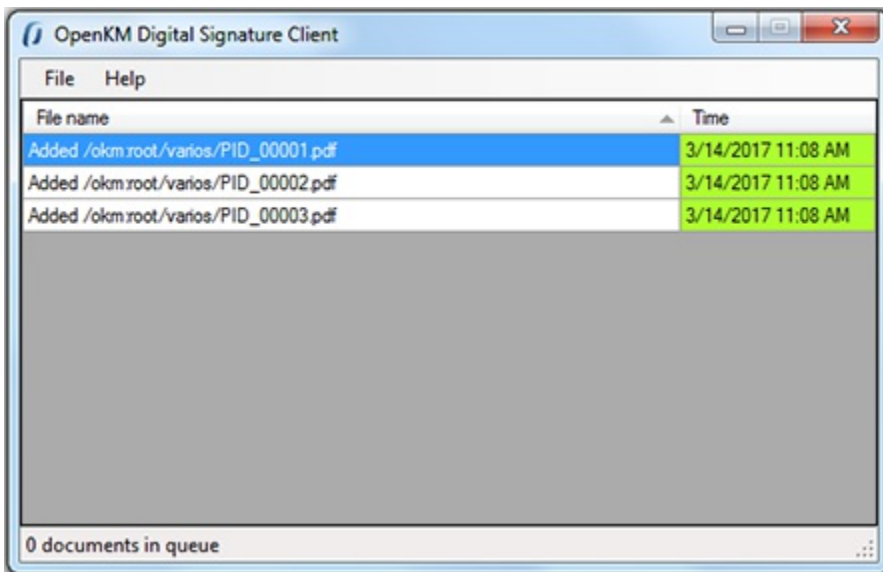 OpenKM Digital Signature Client
File Help
File name Time
Added /okm:root/varios/PID_00001.pdf 3/14/2017 11:08 AM
Added /okm:root/varios/PID_00002.pdf 3/14/2017 11:08 AM
Added /okm:root/varios/PID_00003.pdf 3/14/2017 11:08 AM
0 documents in queue